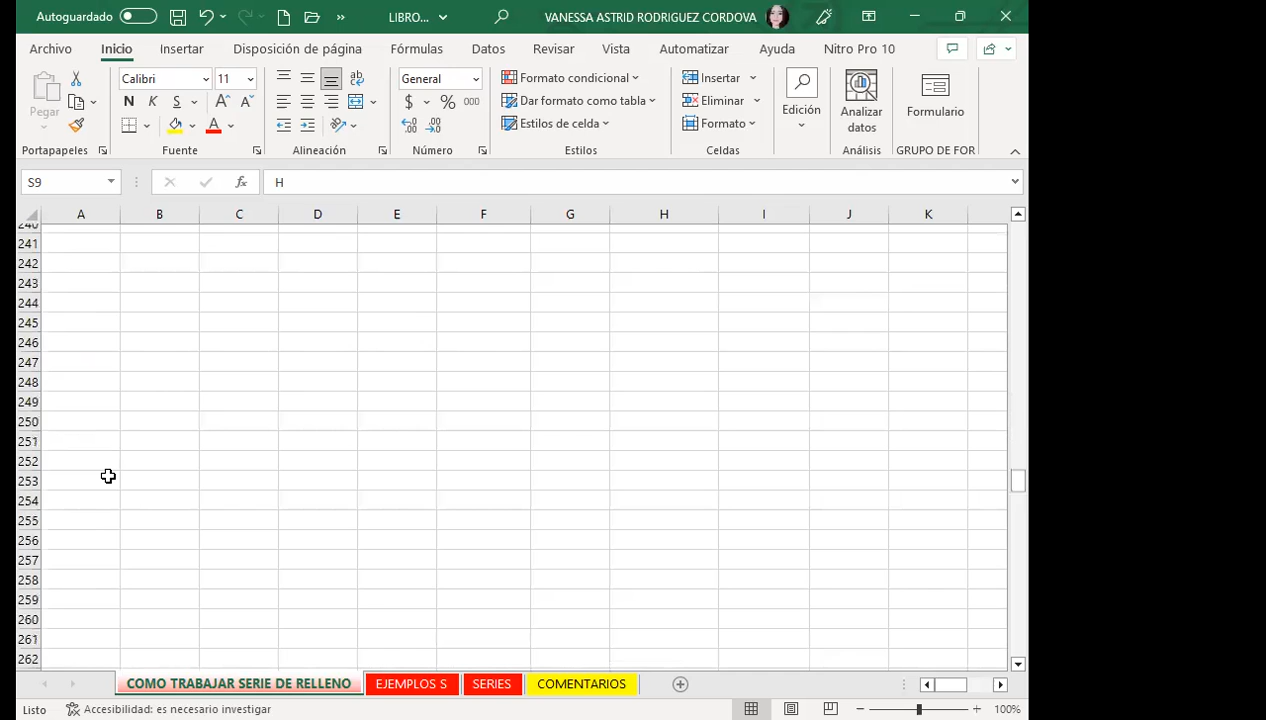 Autoguardado LIBRO... VANESSA ASTRID RODRIGUEZ CORDOVA
Archivo Inicio Insertar Disposición de página Fórmulas Datos Revisar Vista Automatizar Ayuda Nitro Pro 10
Pegar
Portapapeles
Calibri 11
N K S
Fuente
Alineación
General
$ % 000
Número
Formato condicional
Dar formato como tabla
Estilos de celda
Estilos
Insertar
Eliminar
Formato
Celdas
Edición
Analizar datos
Análisis
Formulario
GRUPO DE FOR
S9 fx H
A B C D E F G H I J K
240
241
242
243
244
245
246
247
248
249
250
251
252
253
254
255
256
257
258
259
260
261
262
COMO TRABAJAR SERIE DE RELLENO EJEMPLOS S SERIES COMENTARIOS
Listo Accesibilidad: es necesario investigar 100%